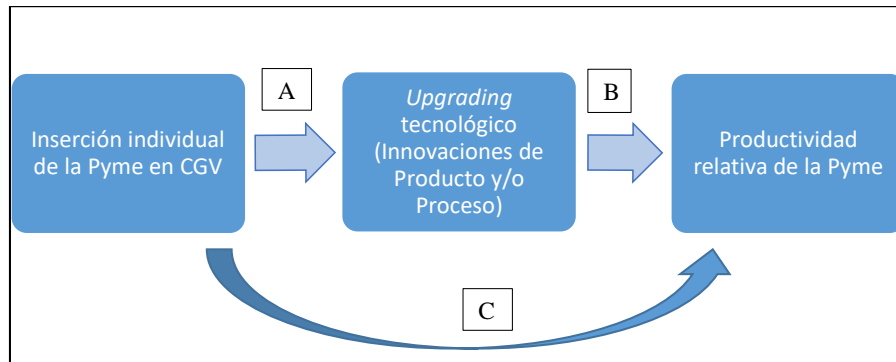 A
B
Inserción individual
de la Pyme en CGV
Upgrading
tecnológico
(Innovaciones de
Producto y/o
Proceso)
Productividad
relativa de la Pyme
C